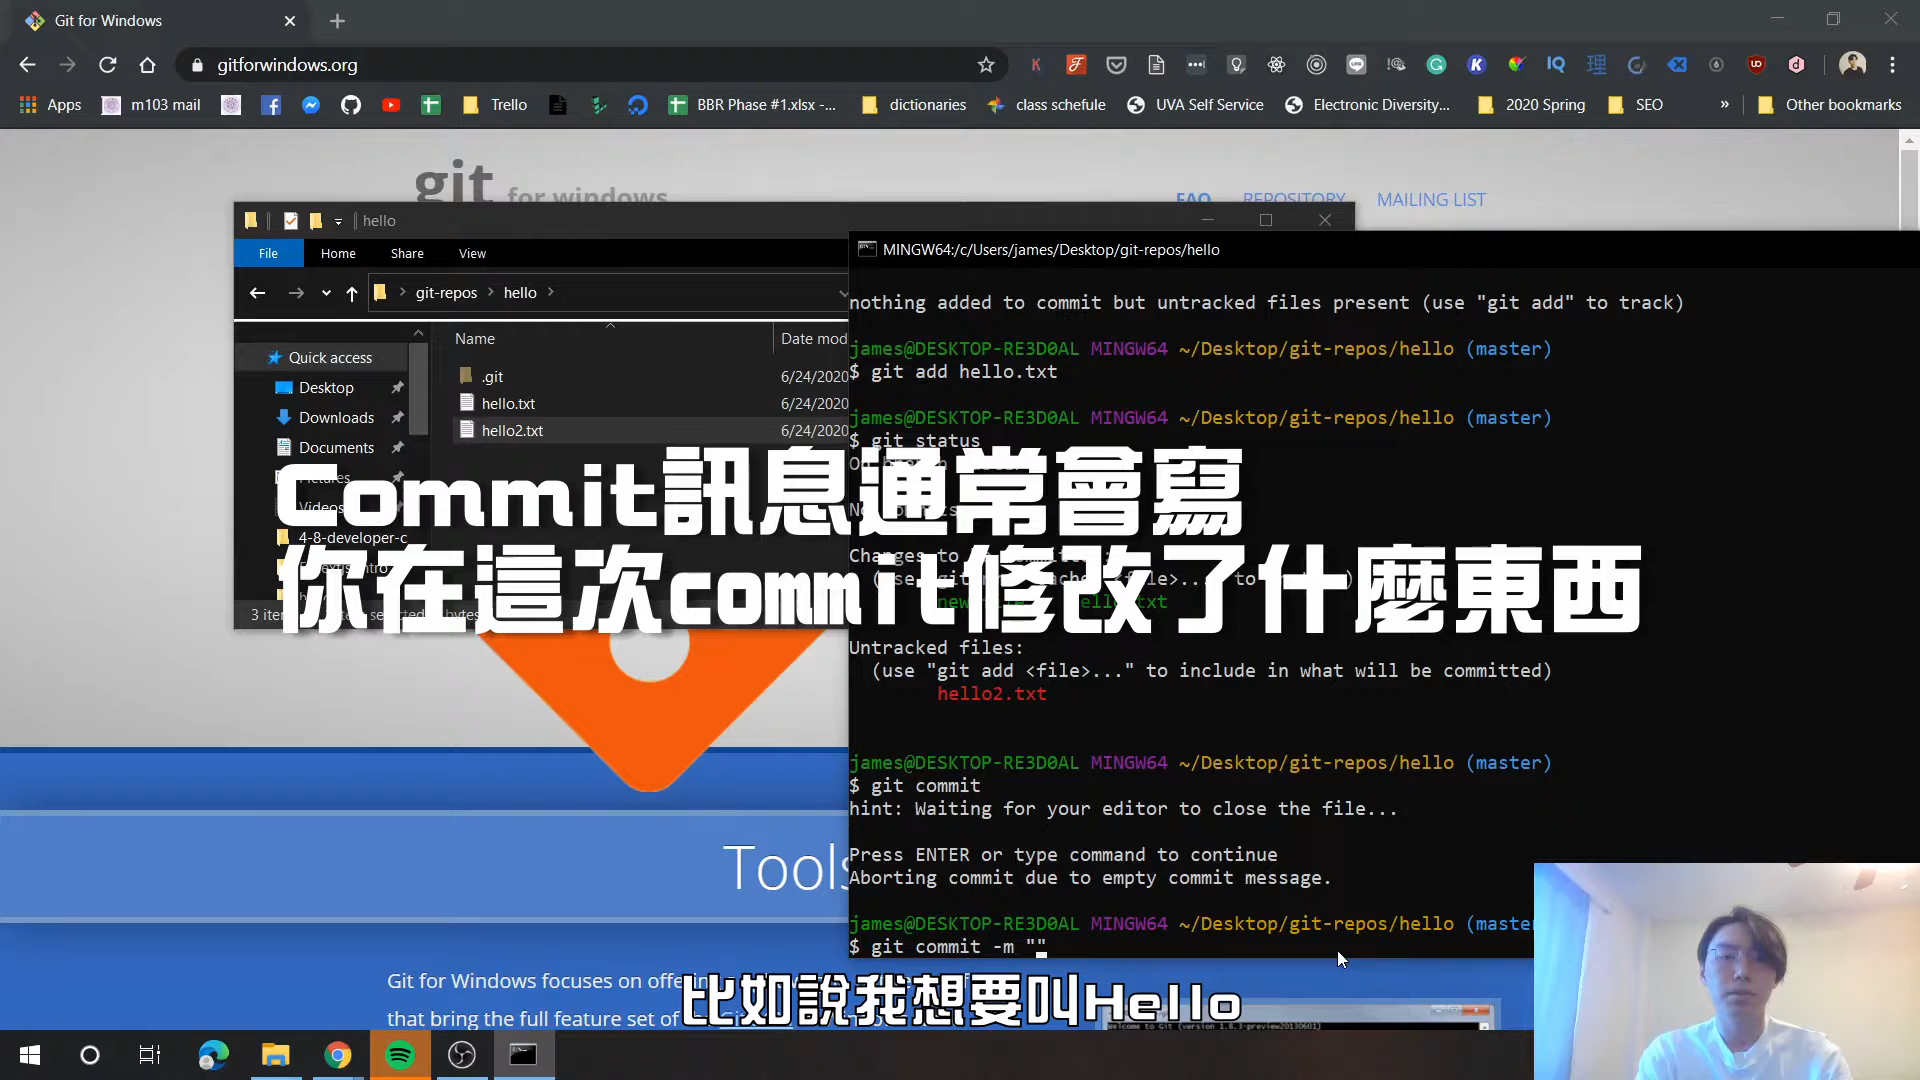 Git for Windows
gitforwindows.org
Apps
m103 mail
Trello
BBR Phase #1.xlsx -...
dictionaries
class schefule
UVA Self Service
Electronic Diversity...
2020 Spring
SEO
»
Other bookmarks
git for windows
FAQ
REPOSITORY
MAILING LIST
hello
File
Home
Share
View
git-repos
hello
Name
Date mod
Quick access
Desktop
Downloads
Documents
Pictures
Videos
4-8-developer-c
.git
6/24/2020
hello.txt
6/24/2020
hello2.txt
6/24/2020
MINGW64:/c/Users/james/Desktop/git-repos/hello
nothing added to commit but untracked files present (use "git add" to track)
james@DESKTOP-RE3D0AL MINGW64 ~/Desktop/git-repos/hello (master)
$ git add hello.txt
james@DESKTOP-RE3D0AL MINGW64 ~/Desktop/git-repos/hello (master)
$ git status
Commit訊息通常會寫
你在這次commit修改了什麼東西
Untracked files:
(use "git add <file>..." to include in what will be committed)
hello2.txt
james@DESKTOP-RE3D0AL MINGW64 ~/Desktop/git-repos/hello (master)
$ git commit
hint: Waiting for your editor to close the file...
Press ENTER or type command to continue
Aborting commit due to empty commit message.
james@DESKTOP-RE3D0AL MINGW64 ~/Desktop/git-repos/hello (maste
$ git commit -m ""
Tools
Git for Windows focuses on
that bring the full feature set of
比如說我想要叫Hello